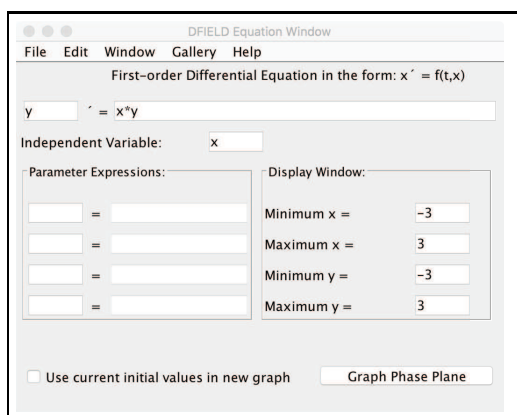 DFIELD Equation Window
File Edit Window Gallery Help
First-order Differential Equation in the form: x´ = f(t,x)
y ´ = x*y
Independent Variable: x
Parameter Expressions:
=
=
=
=
Display Window:
Minimum x = -3
Maximum x = 3
Minimum y = -3
Maximum y = 3
Use current initial values in new graph
Graph Phase Plane